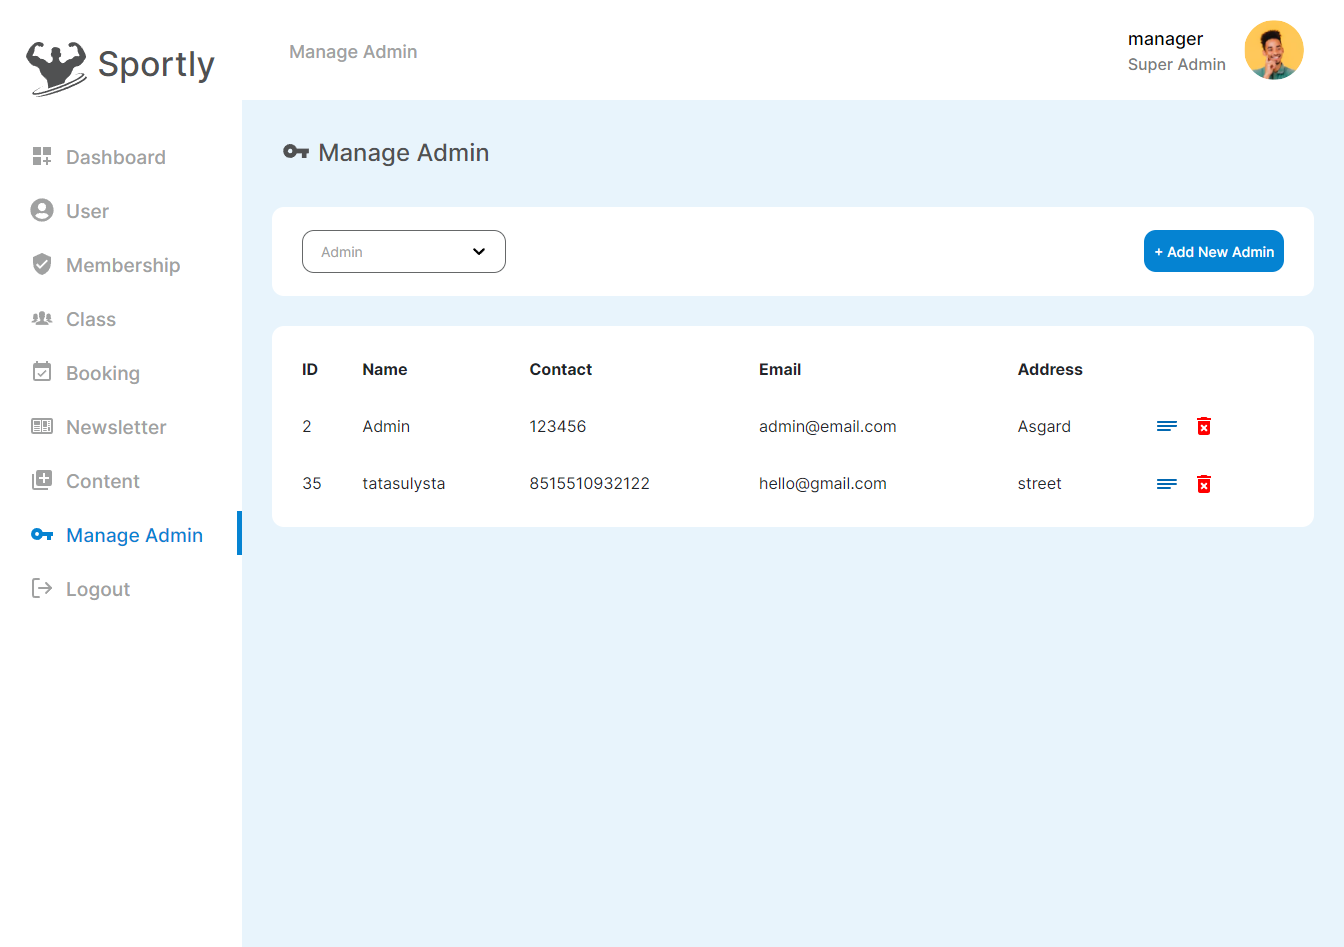 Sportly
Manage Admin
manager
Super Admin
Dashboard
User
Membership
Class
Booking
Newsletter
Content
Manage Admin
Logout
Manage Admin
Admin
+ Add New Admin
ID Name Contact Email Address
2 Admin 123456 admin@email.com Asgard
35 tatasulysta 8515510932122 hello@gmail.com street